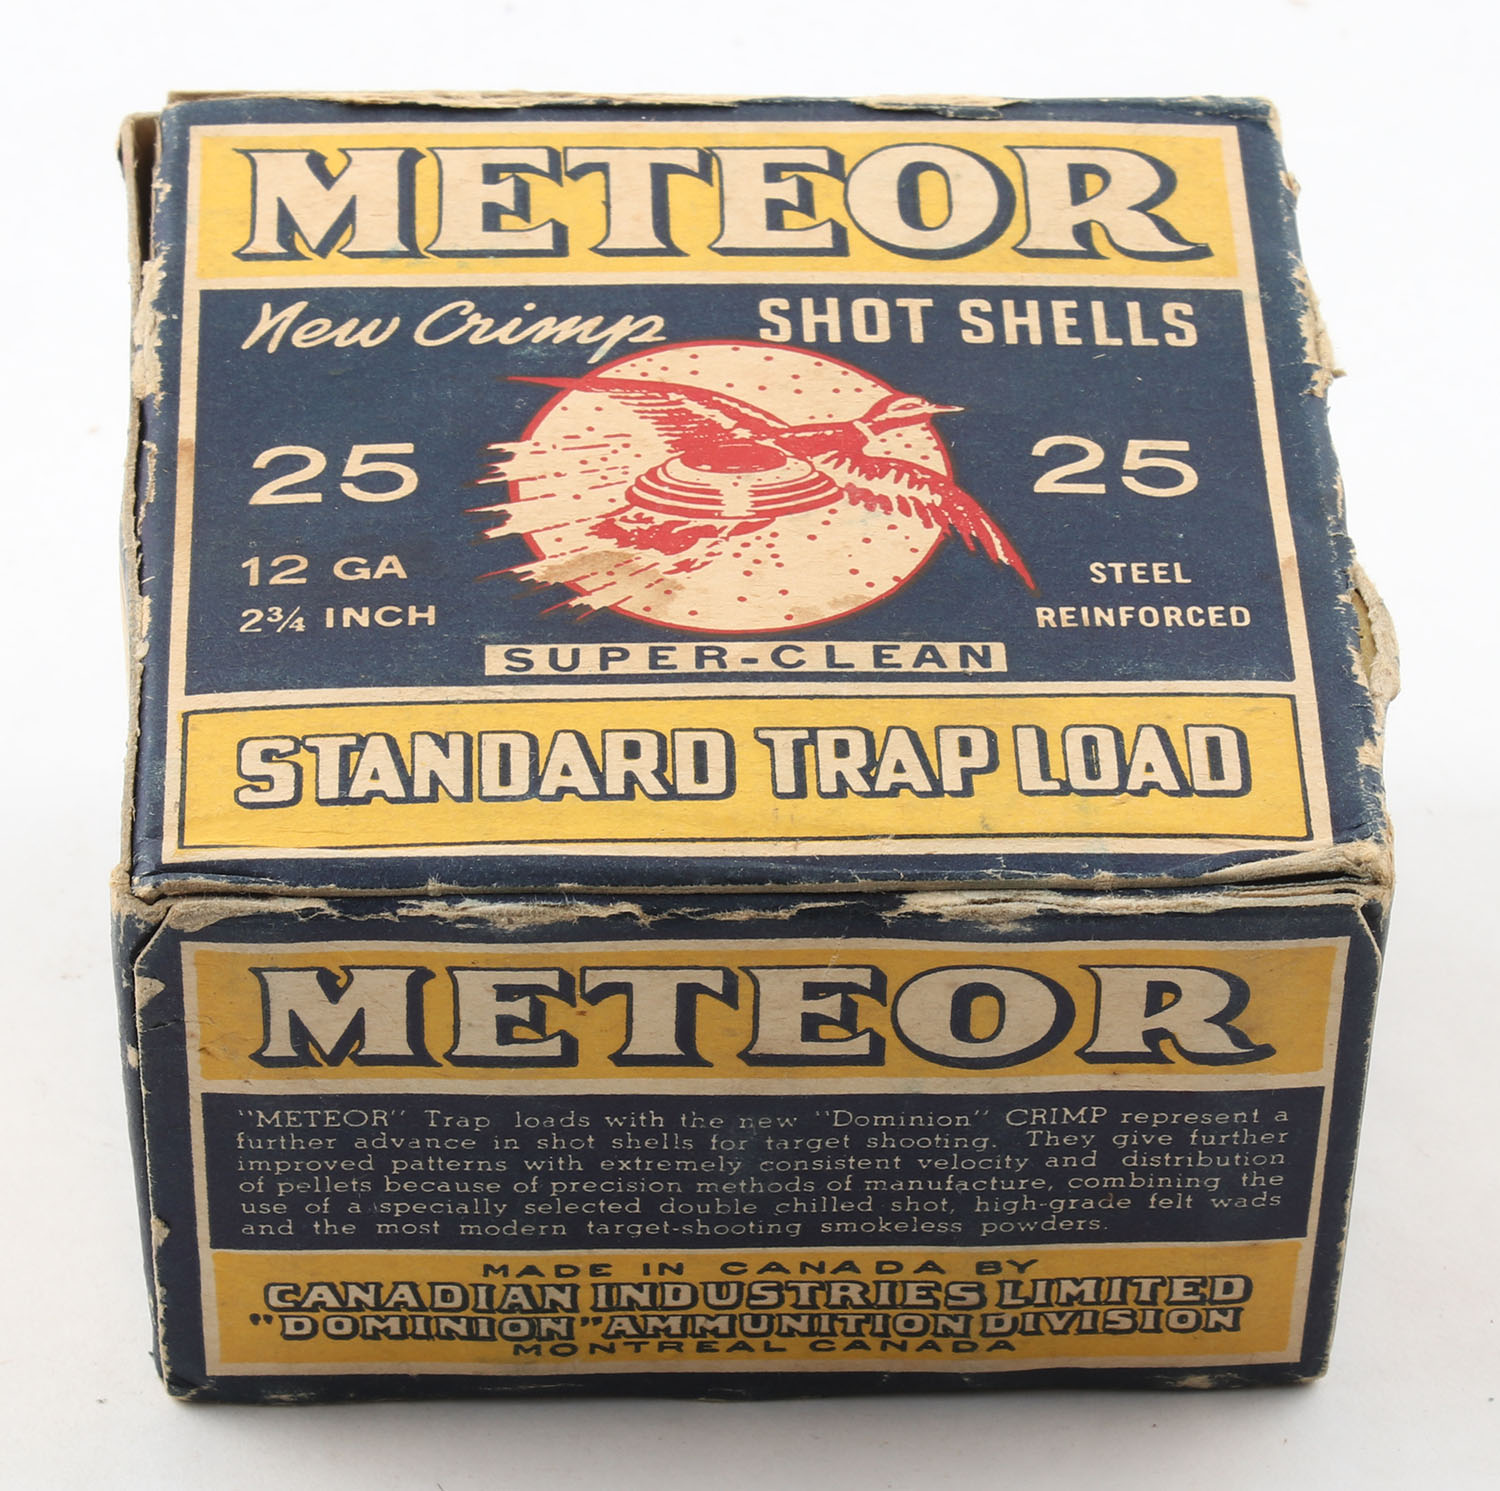 METEOR
New Crimp SHOT SHELLS
25 25
12 GA STEEL
2¾ INCH REINFORCED
SUPER-CLEAN
STANDARD TRAP LOAD
METEOR
"METEOR" Trap loads with the new "Dominion" CRIMP represent a
further advance in shot shells for target shooting. They give further
improved patterns with extremely consistent velocity and distribution
of pellets because of precision methods of manufacture, combining the
use of a specially selected double chilled shot, high-grade felt wads
and the most modern target-shooting smokeless powders.
MADE IN CANADA BY
CANADIAN INDUSTRIES LIMITED
"DOMINION" AMMUNITION DIVISION
MONTREAL CANADA